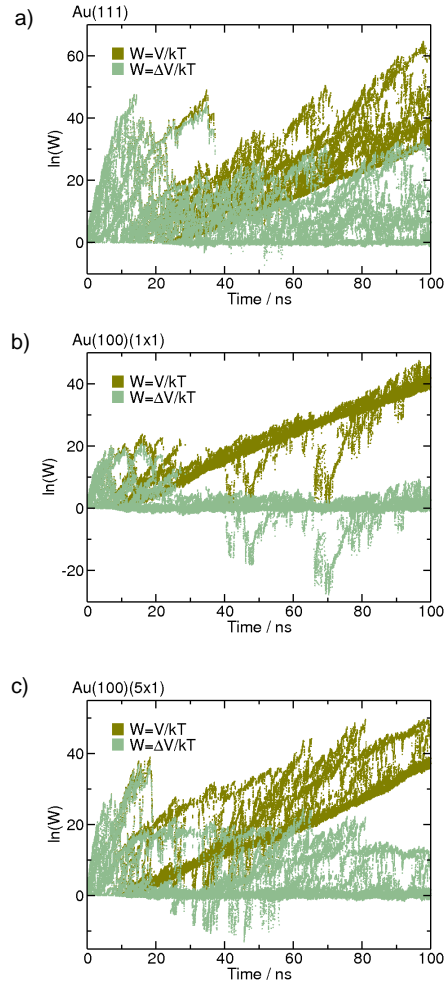 a)
Au(111)
W=V/kT
W=ΔV/kT
ln(W)
60
40
20
0
0 20 40 60 80 100
Time / ns
b)
Au(100)(1x1)
W=V/kT
W=ΔV/kT
ln(W)
40
20
0
-20
0 20 40 60 80 100
Time / ns
c)
Au(100)(5x1)
W=V/kT
W=ΔV/kT
ln(W)
40
20
0
0 20 40 60 80 100
Time / ns